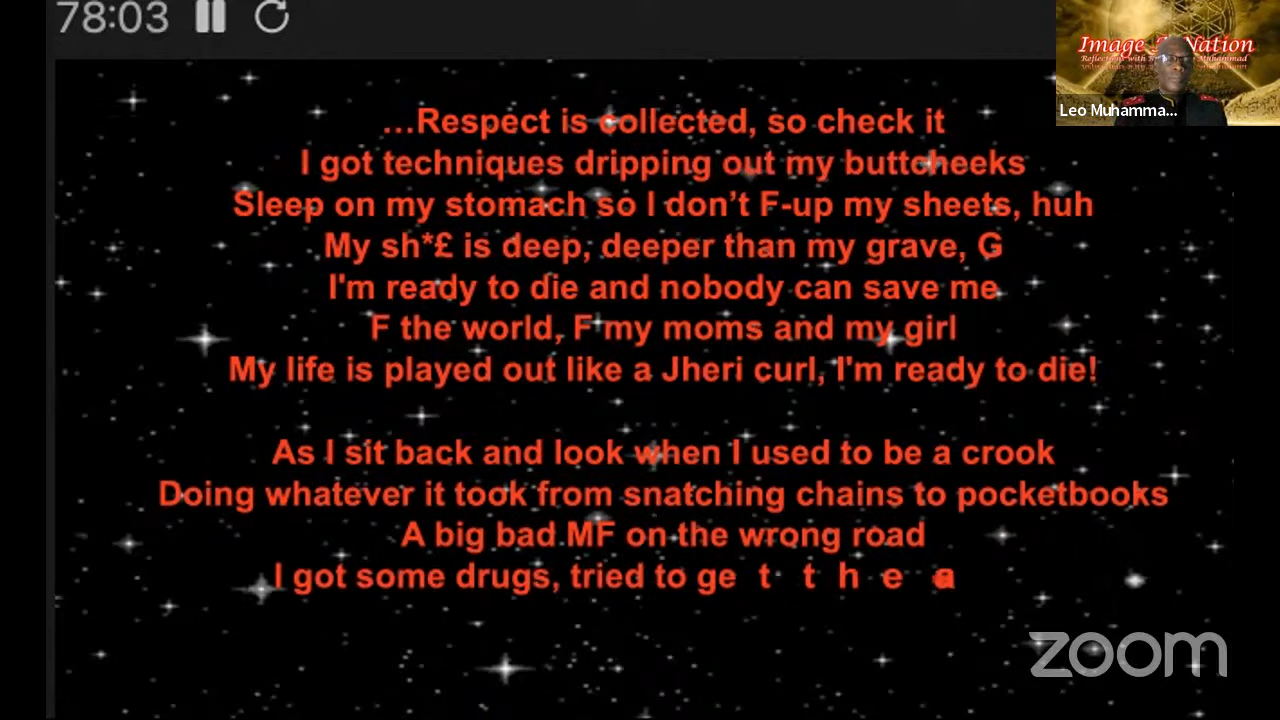 78:03
Image Nation
Reflections with Muhammad
Leo Muhamma...
...Respect is collected, so check it
I got techniques dripping out my buttcheeks
Sleep on my stomach so I don’t F-up my sheets, huh
My sh*£ is deep, deeper than my grave, G
I'm ready to die and nobody can save me
F the world, F my moms and my girl
My life is played out like a Jheri curl, I'm ready to die!
As I sit back and look when I used to be a crook
Doing whatever it took from snatching chains to pocketbooks
A big bad MF on the wrong road
I got some drugs, tried to ge t t h e a
zoom